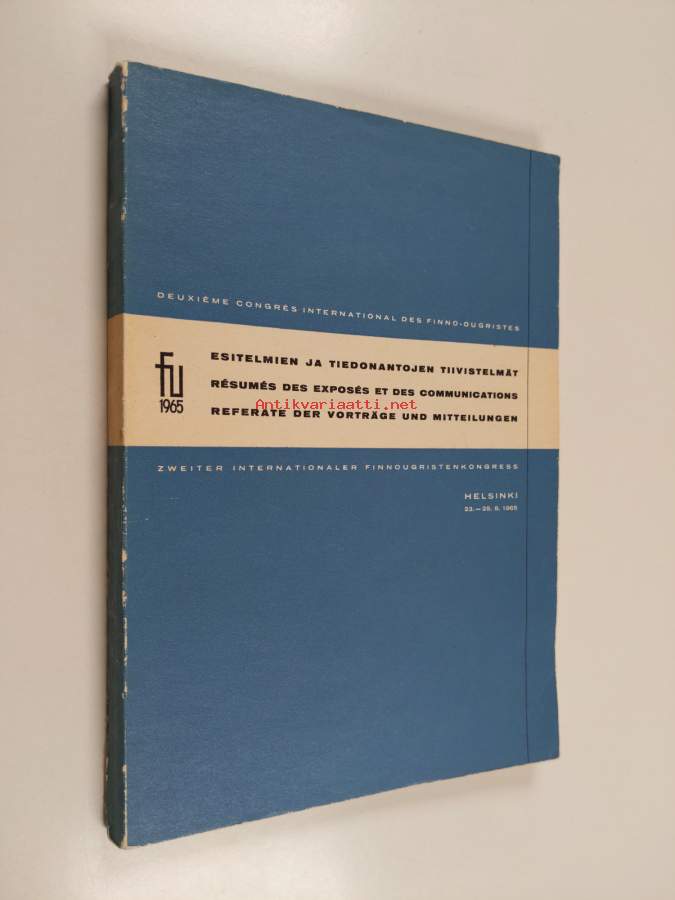 DEUXIÈME CONGRÈS INTERNATIONAL DES FINNO-OUGRISTES
fu
1965
ESITELMIEN JA TIEDONANTOJEN TIIVISTELMÄT
RÉSUMÉS DES EXPOSÉS ET DES COMMUNICATIONS
Antikvariaatti.net
REFERATE DER VORTRÄGE UND MITTEILUNGEN
ZWEITER INTERNATIONALER FINNOUGRISTENKONGRESS
HELSINKI
1965